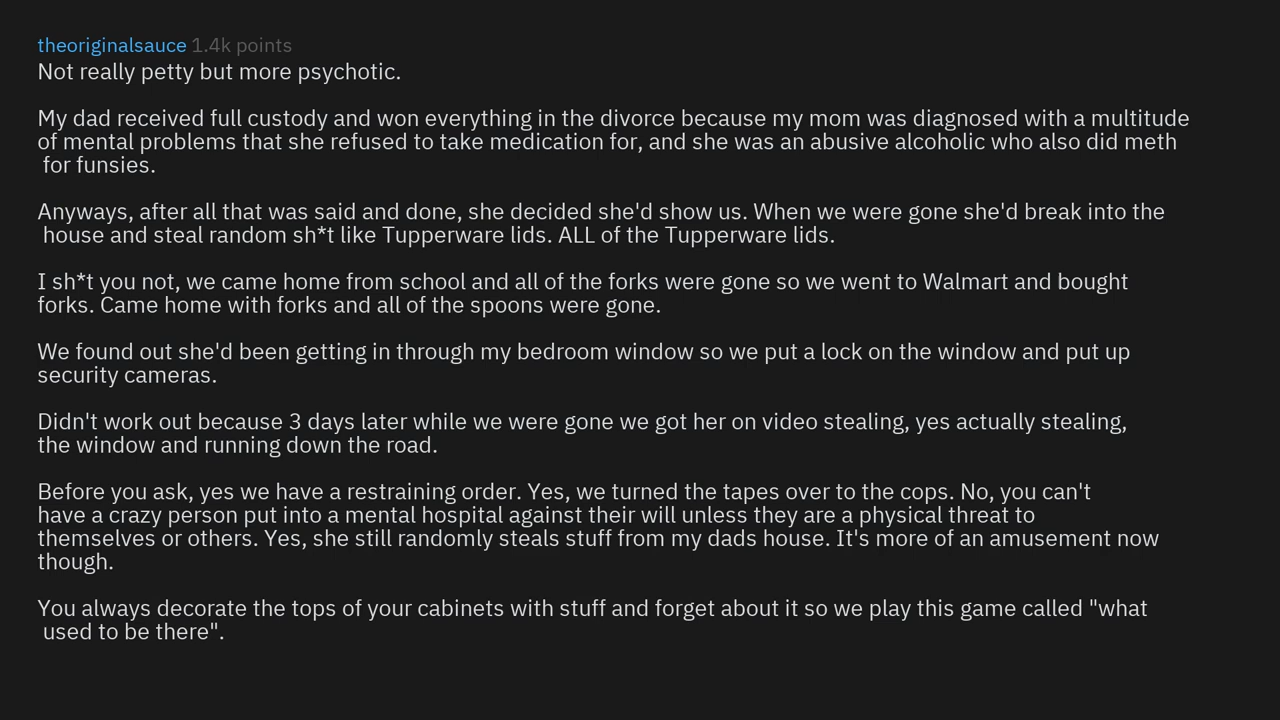 theoriginalsauce 1.4k points
Not really petty but more psychotic.
My dad received full custody and won everything in the divorce because my mom was diagnosed with a multitude
of mental problems that she refused to take medication for, and she was an abusive alcoholic who also did meth
for funsies.
Anyways, after all that was said and done, she decided she'd show us. When we were gone she'd break into the
house and steal random sh*t like Tupperware lids. ALL of the Tupperware lids.
I sh*t you not, we came home from school and all of the forks were gone so we went to Walmart and bought
forks. Came home with forks and all of the spoons were gone.
We found out she'd been getting in through my bedroom window so we put a lock on the window and put up
security cameras.
Didn't work out because 3 days later while we were gone we got her on video stealing, yes actually stealing,
the window and running down the road.
Before you ask, yes we have a restraining order. Yes, we turned the tapes over to the cops. No, you can't
have a crazy person put into a mental hospital against their will unless they are a physical threat to
themselves or others. Yes, she still randomly steals stuff from my dads house. It's more of an amusement now
though.
You always decorate the tops of your cabinets with stuff and forget about it so we play this game called "what
used to be there".